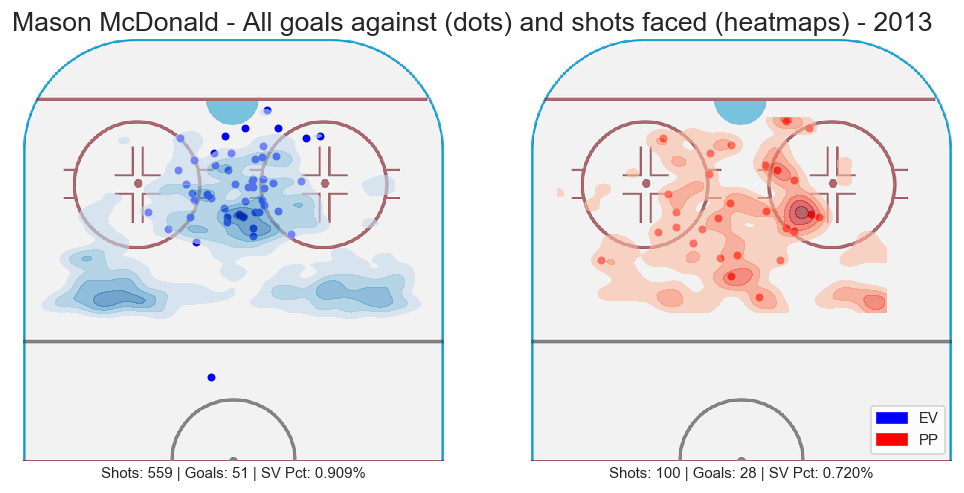 Mason McDonald - All goals against (dots) and shots faced (heatmaps) - 2013
EV
PP
Shots: 559 | Goals: 51 | SV Pct: 0.909%
Shots: 100 | Goals: 28 | SV Pct: 0.720%